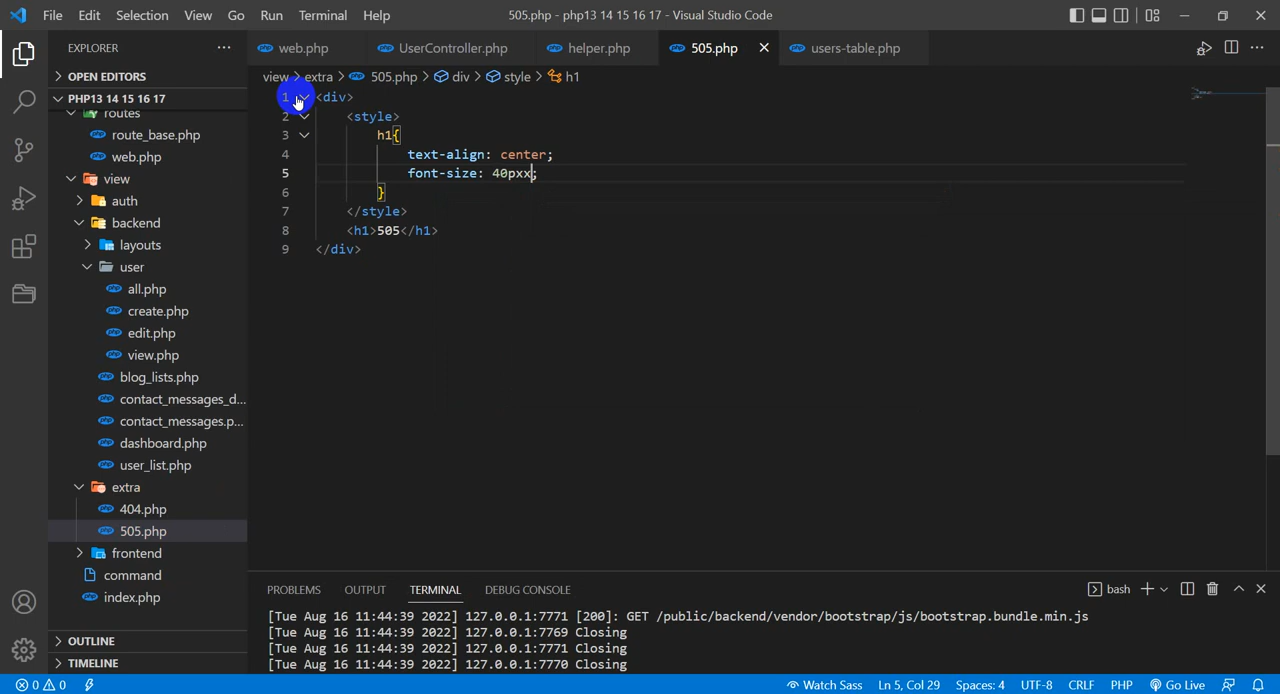 File Edit Selection View Go Run Terminal Help 505.php - php13 14 15 16 17 - Visual Studio Code
EXPLORER
web.php UserController.php helper.php 505.php users-table.php
OPEN EDITORS
PHP13 14 15 16 17
routes
route_base.php
web.php
view
auth
backend
layouts
user
all.php
create.php
edit.php
view.php
blog_lists.php
contact_messages_d...
contact_messages.p...
dashboard.php
user_list.php
extra
404.php
505.php
frontend
command
index.php
OUTLINE
TIMELINE
view > extra > 505.php > div > style > h1
1 <div>
2 <style>
3 h1{
4 text-align: center;
5 font-size: 40pxx;
6 }
7 </style>
8 <h1>505</h1>
9 </div>
PROBLEMS OUTPUT TERMINAL DEBUG CONSOLE bash
[Tue Aug 16 11:44:39 2022] 127.0.0.1:7771 [200]: GET /public/backend/vendor/bootstrap/js/bootstrap.bundle.min.js
[Tue Aug 16 11:44:39 2022] 127.0.0.1:7769 Closing
[Tue Aug 16 11:44:39 2022] 127.0.0.1:7771 Closing
[Tue Aug 16 11:44:39 2022] 127.0.0.1:7770 Closing
0 0 Watch Sass Ln 5, Col 29 Spaces: 4 UTF-8 CRLF PHP Go Live